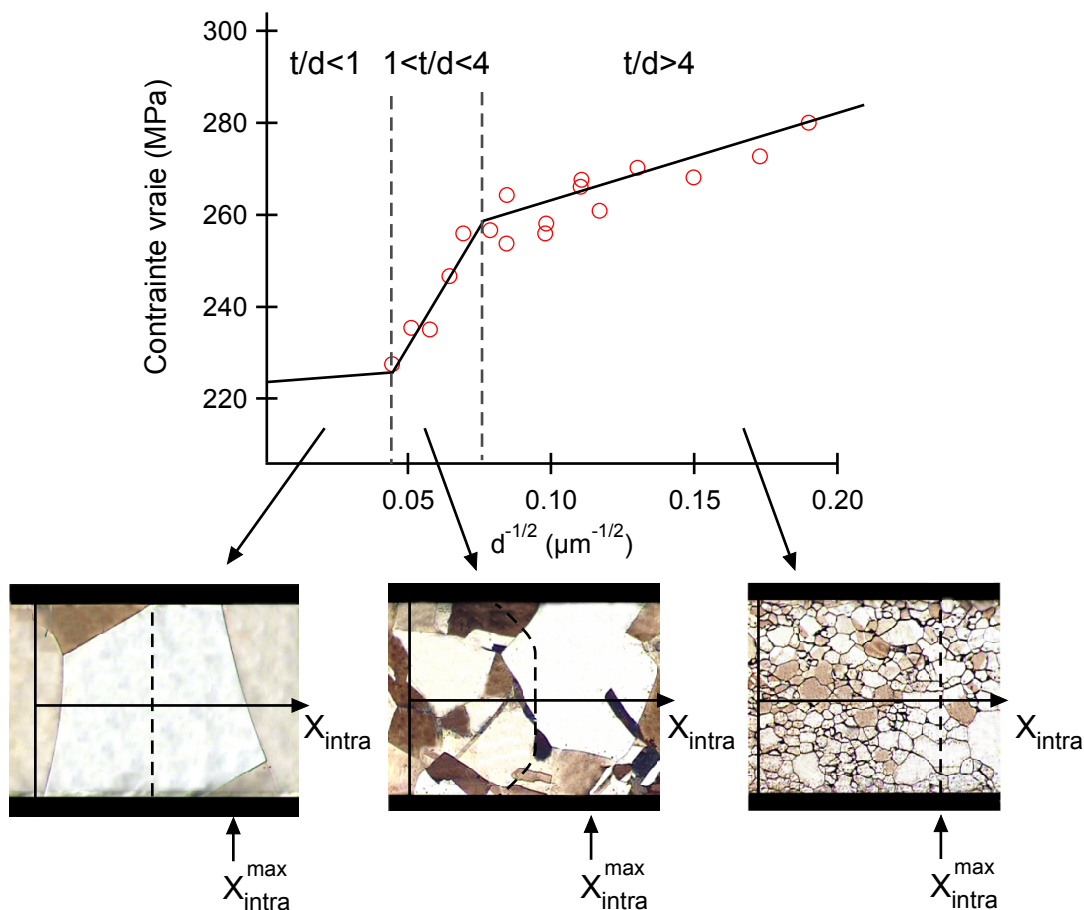 300
280
260
240
220
Contrainte vraie (MPa)
t/d<1
1<t/d<4
t/d>4
0.05
0.10
0.15
0.20
d^-1/2 (µm^-1/2)
X_intra
X_intra
X_intra
X_intra^max
X_intra^max
X_intra^max